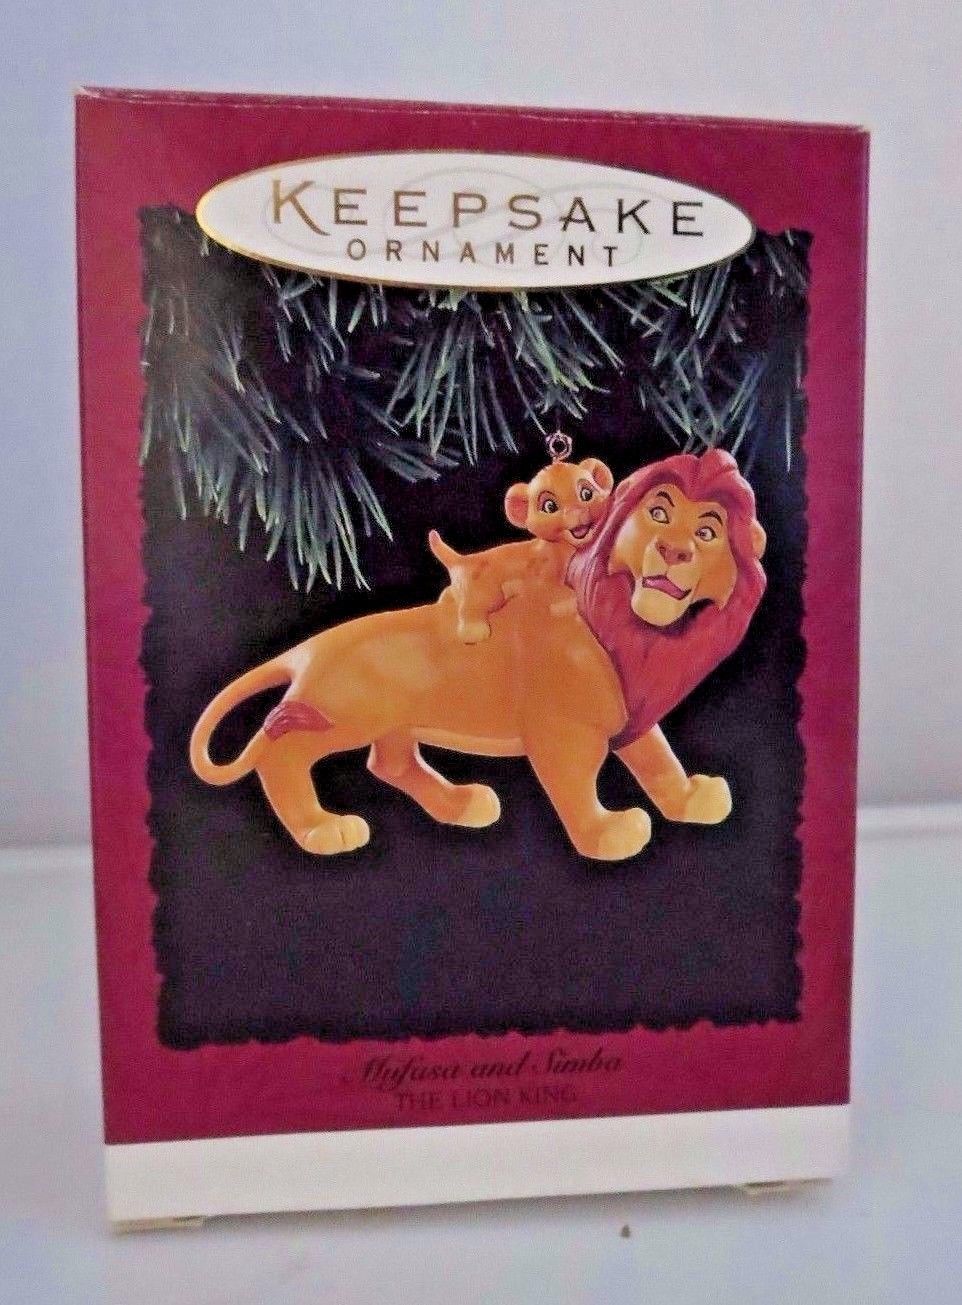 KEEPSAKE
ORNAMENT
Mufasa and Simba
THE LION KING